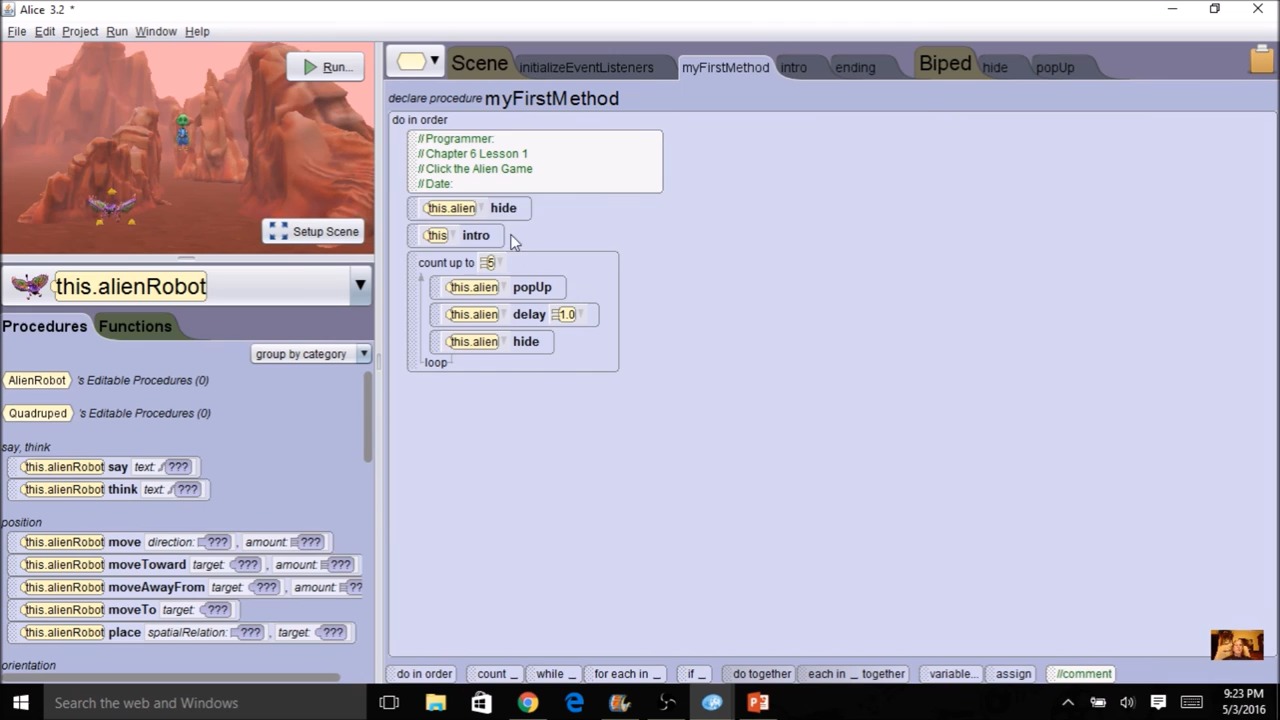 Alice 3.2 *
File Edit Project Run Window Help
Run...
Setup Scene
this.alienRobot
Procedures Functions
group by category
AlienRobot 's Editable Procedures (0)
Quadruped 's Editable Procedures (0)
say, think
this.alienRobot say text: ???
this.alienRobot think text: ???
position
this.alienRobot move direction: ??? , amount: ???
this.alienRobot moveToward target: ??? , amount: ???
this.alienRobot moveAwayFrom target: ??? , amount: ??
this.alienRobot moveTo target: ???
this.alienRobot place spatialRelation: ??? , target: ???
orientation
Scene initializeEventListeners myFirstMethod intro ending Biped hide popUp
declare procedure myFirstMethod
do in order
//Programmer:
//Chapter 6 Lesson 1
//Click the Alien Game
//Date:
this.alien hide
this intro
count up to 5
this.alien popUp
this.alien delay 1.0
this.alien hide
loop
do in order count _ while _ for each in _ if _ do together each in _ together variable... assign //comment
Search the web and Windows
9:23 PM
5/3/2016